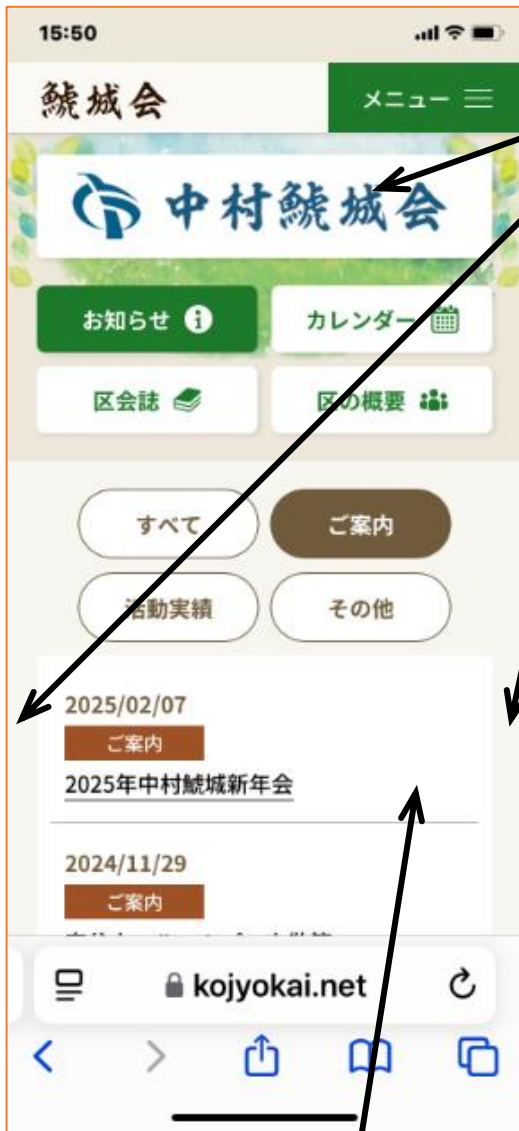 15:50
鯱城会
メニュー
中村鯱城会
お知らせ
カレンダー
区会誌
区の概要
すべて
ご案内
活動実績
その他
2025/02/07
ご案内
2025年中村鯱城新年会
2024/11/29
ご案内
kojyokai.net